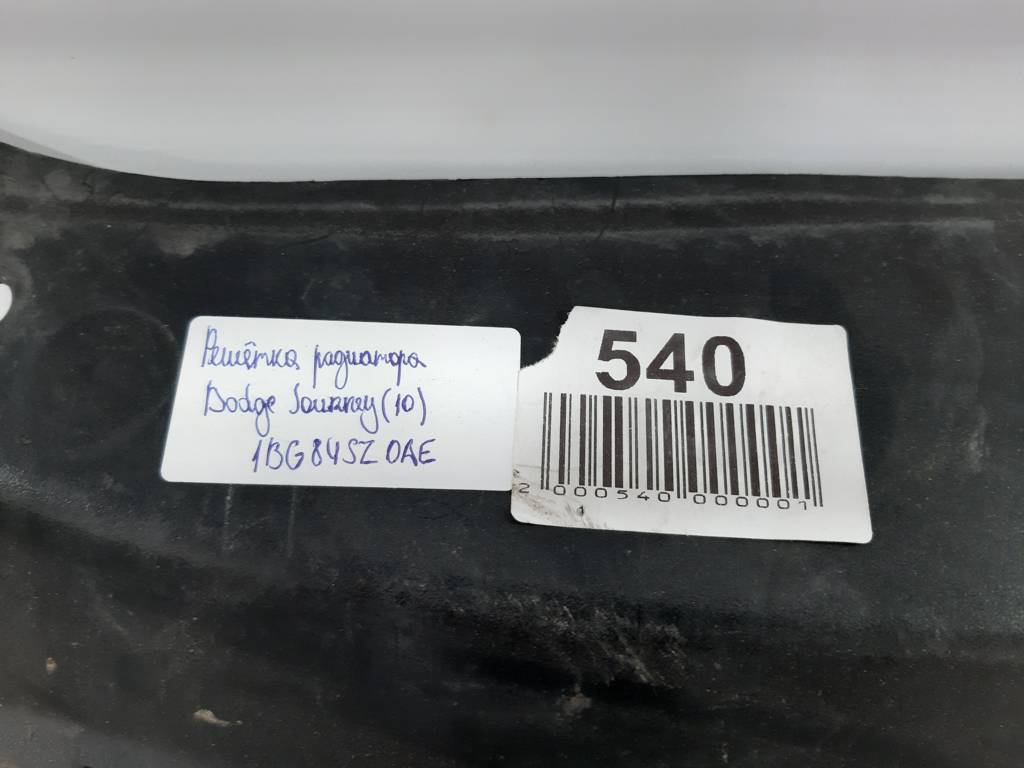 Решётка радиатора
Dodge Journey (10)
1BG84SZ0AE
540
2 000540 000001